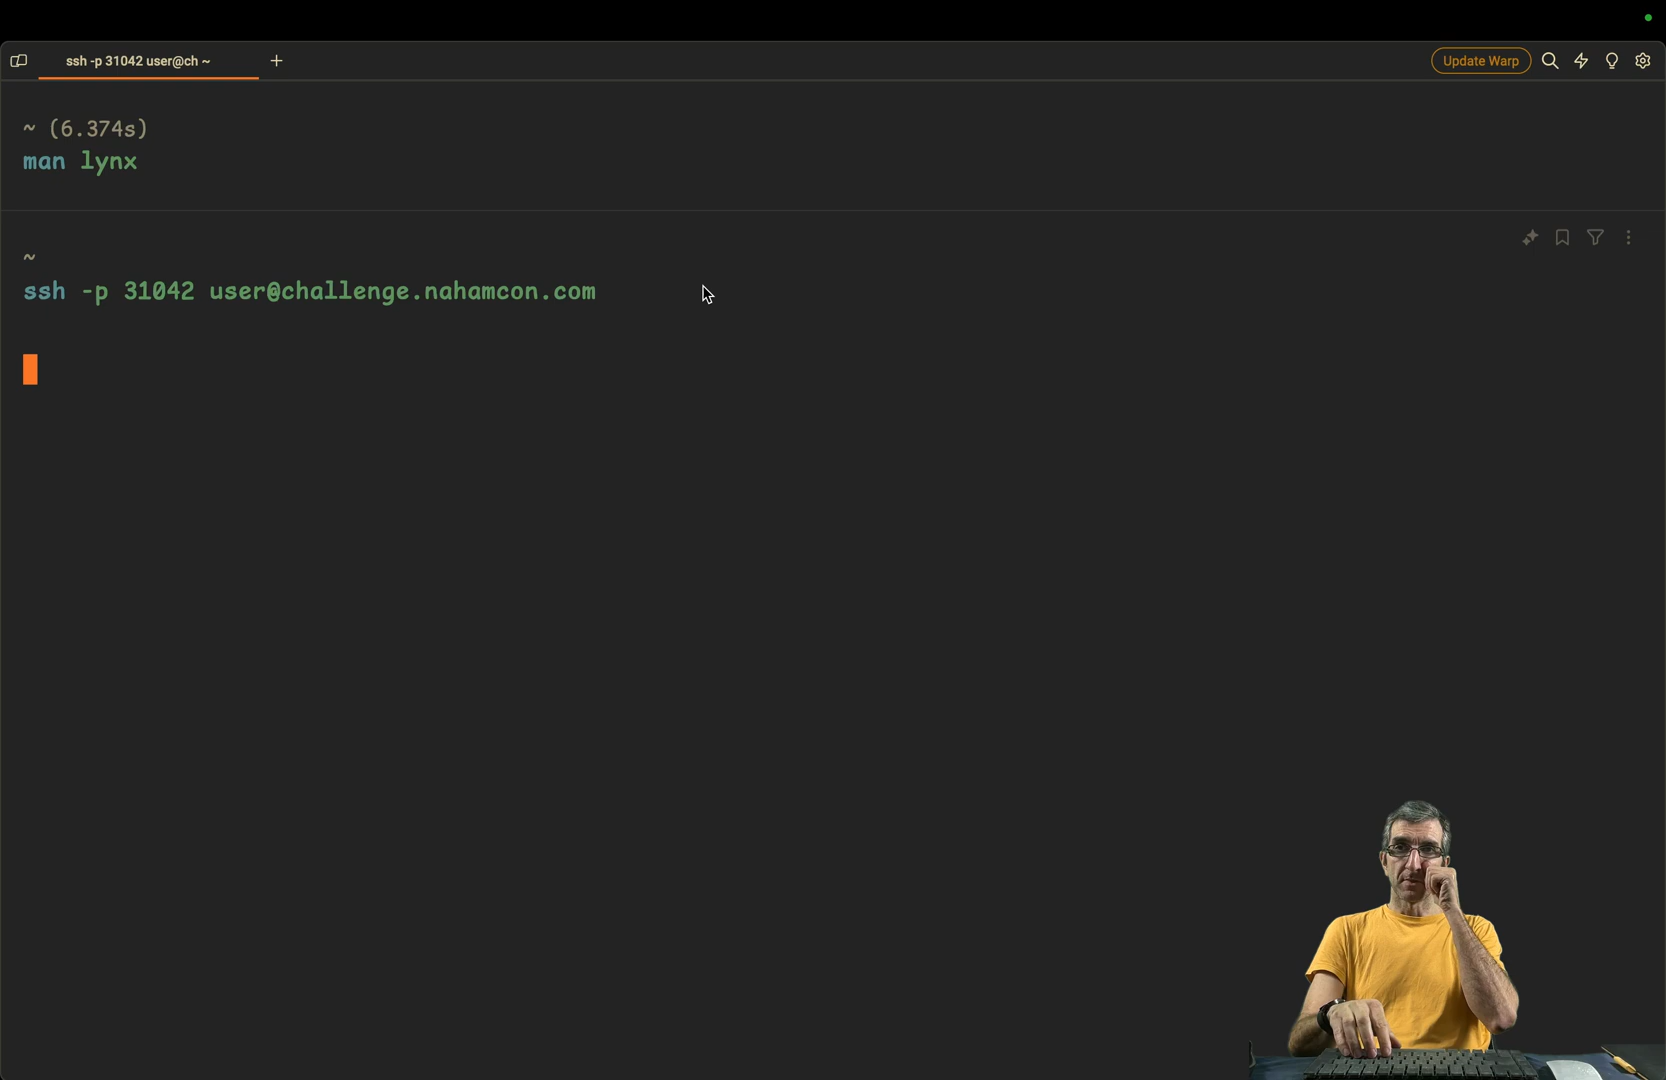 ssh -p 31042 user@ch ~
Update Warp
~ (6.374s)
man lynx
~
ssh -p 31042 user@challenge.nahamcon.com